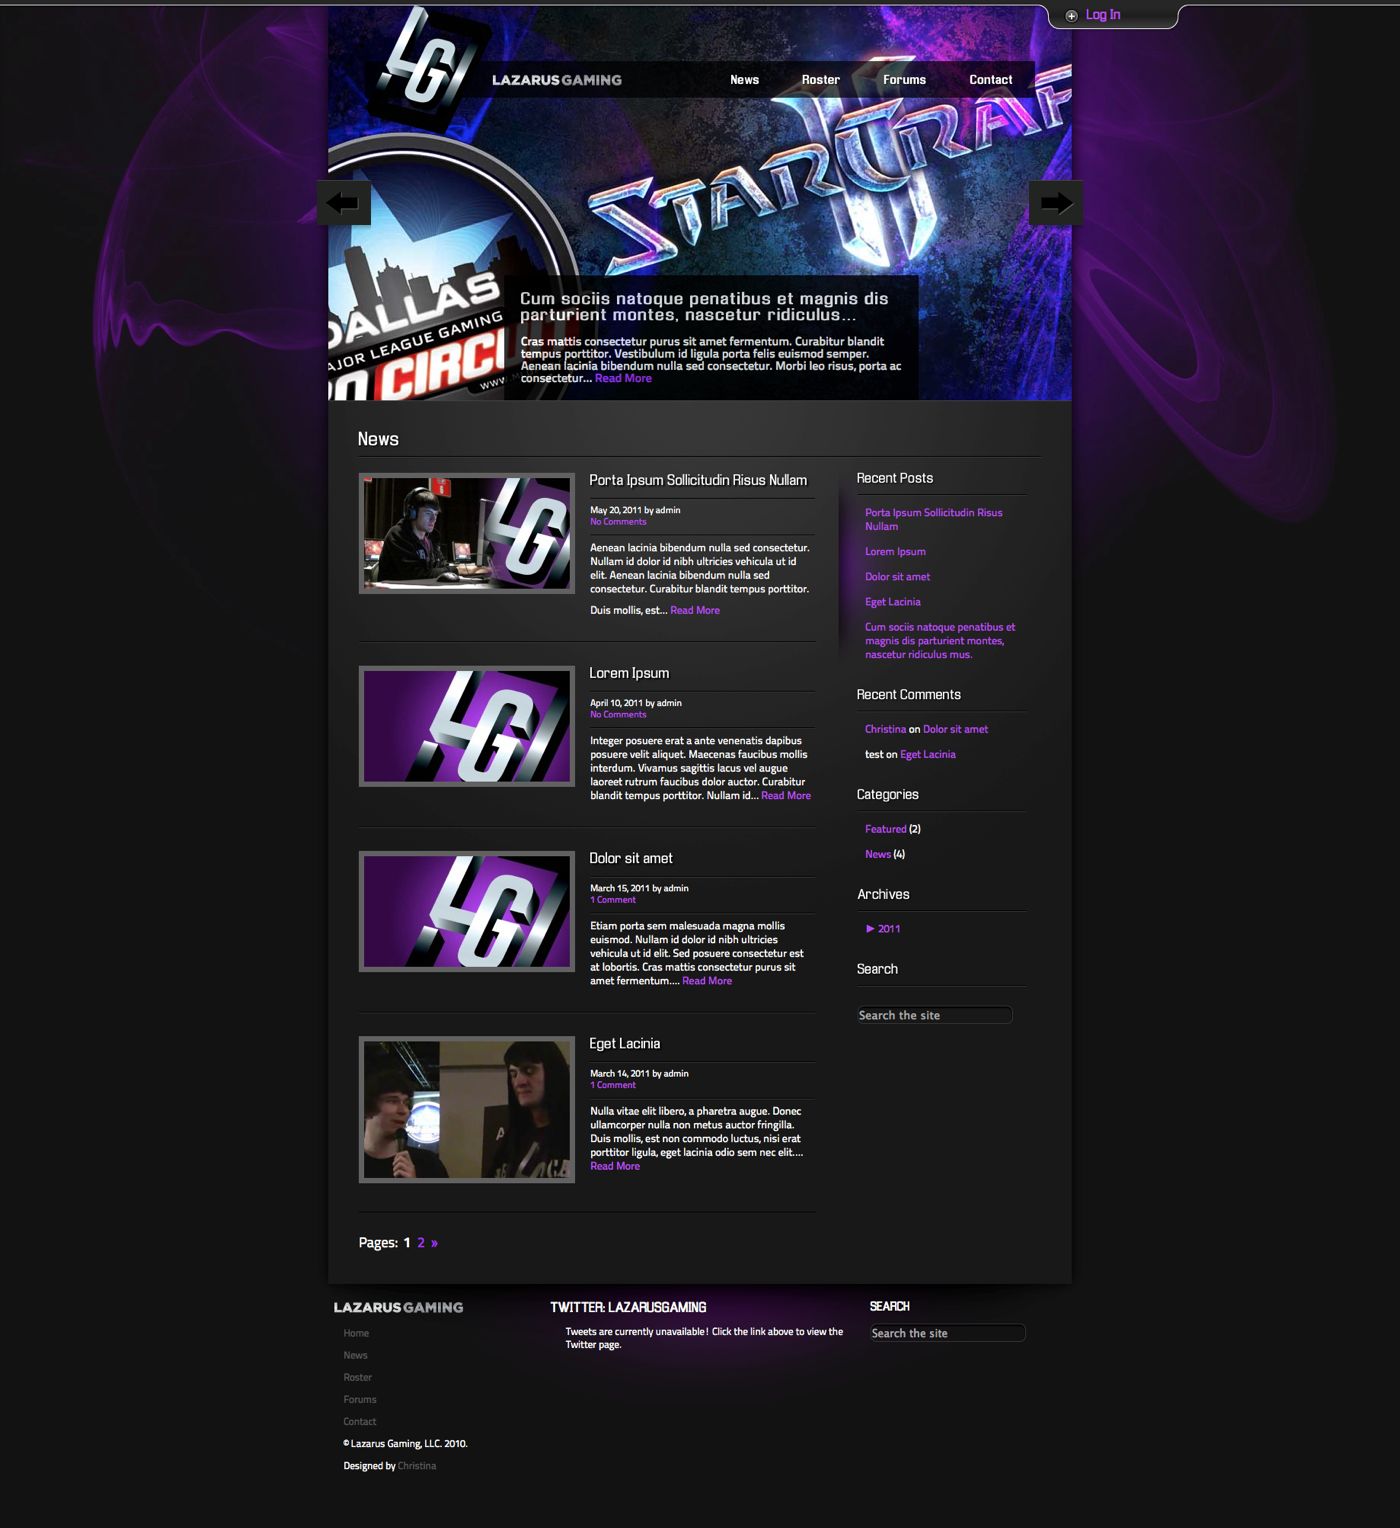 Log In
LGI
LAZARUS GAMING
News
Roster
Forums
Contact
STARCRAF
II
DALLAS
AJOR LEAGUE GAMING
CIRCU
www.
Cum sociis natoque penatibus et magnis dis
parturient montes, nascetur ridiculus...
Cras mattis consectetur purus sit amet fermentum. Curabitur blandit
tempus porttitor. Vestibulum id ligula porta felis euismod semper.
Aenean lacinia bibendum nulla sed consectetur. Morbi leo risus, porta ac
consectetur... Read More
News
LGI
Porta Ipsum Sollicitudin Risus Nullam
May 20, 2011 by admin
No Comments
Aenean lacinia bibendum nulla sed consectetur.
Nullam id dolor id nibh ultricies vehicula ut id
elit. Aenean lacinia bibendum nulla sed
consectetur. Curabitur blandit tempus porttitor.
Duis mollis, est... Read More
LGI
Lorem Ipsum
April 10, 2011 by admin
No Comments
Integer posuere erat a ante venenatis dapibus
posuere velit aliquet. Maecenas faucibus mollis
interdum. Vivamus sagittis lacus vel augue
laoreet rutrum faucibus dolor auctor. Curabitur
blandit tempus porttitor. Nullam id... Read More
LGI
Dolor sit amet
March 15, 2011 by admin
1 Comment
Etiam porta sem malesuada magna mollis
euismod. Nullam id dolor id nibh ultricies
vehicula ut id elit. Sed posuere consectetur est
at lobortis. Cras mattis consectetur purus sit
amet fermentum.... Read More
Eget Lacinia
March 14, 2011 by admin
1 Comment
Nulla vitae elit libero, a pharetra augue. Donec
ullamcorper nulla non metus auctor fringilla.
Duis mollis, est non commodo luctus, nisi erat
porttitor ligula, eget lacinia odio sem nec elit....
Read More
Pages: 1 2 »
Recent Posts
Porta Ipsum Sollicitudin Risus
Nullam
Lorem Ipsum
Dolor sit amet
Eget Lacinia
Cum sociis natoque penatibus et
magnis dis parturient montes,
nascetur ridiculus mus.
Recent Comments
Christina on Dolor sit amet
test on Eget Lacinia
Categories
Featured (2)
News (4)
Archives
► 2011
Search
Search the site
LAZARUS GAMING
Home
News
Roster
Forums
Contact
© Lazarus Gaming, LLC. 2010.
Designed by Christina
TWITTER: LAZARUSGAMING
Tweets are currently unavailable! Click the link above to view the
Twitter page.
SEARCH
Search the site